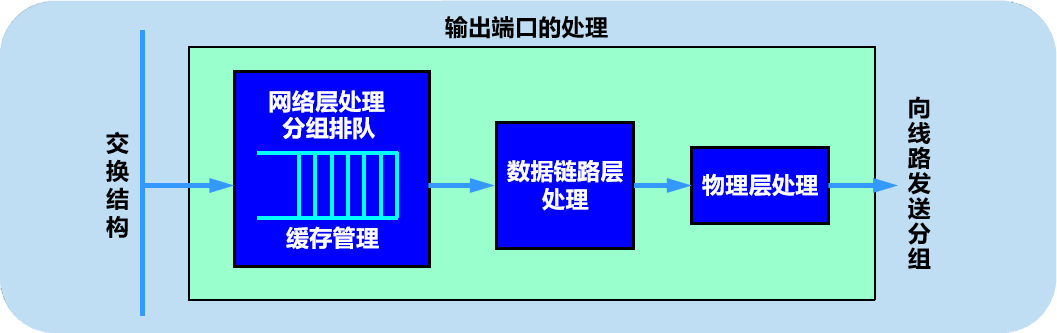 输出端口的处理
交换结构
网络层处理
分组排队
缓存管理
数据链路层
处理
物理层处理
向线路发送分组